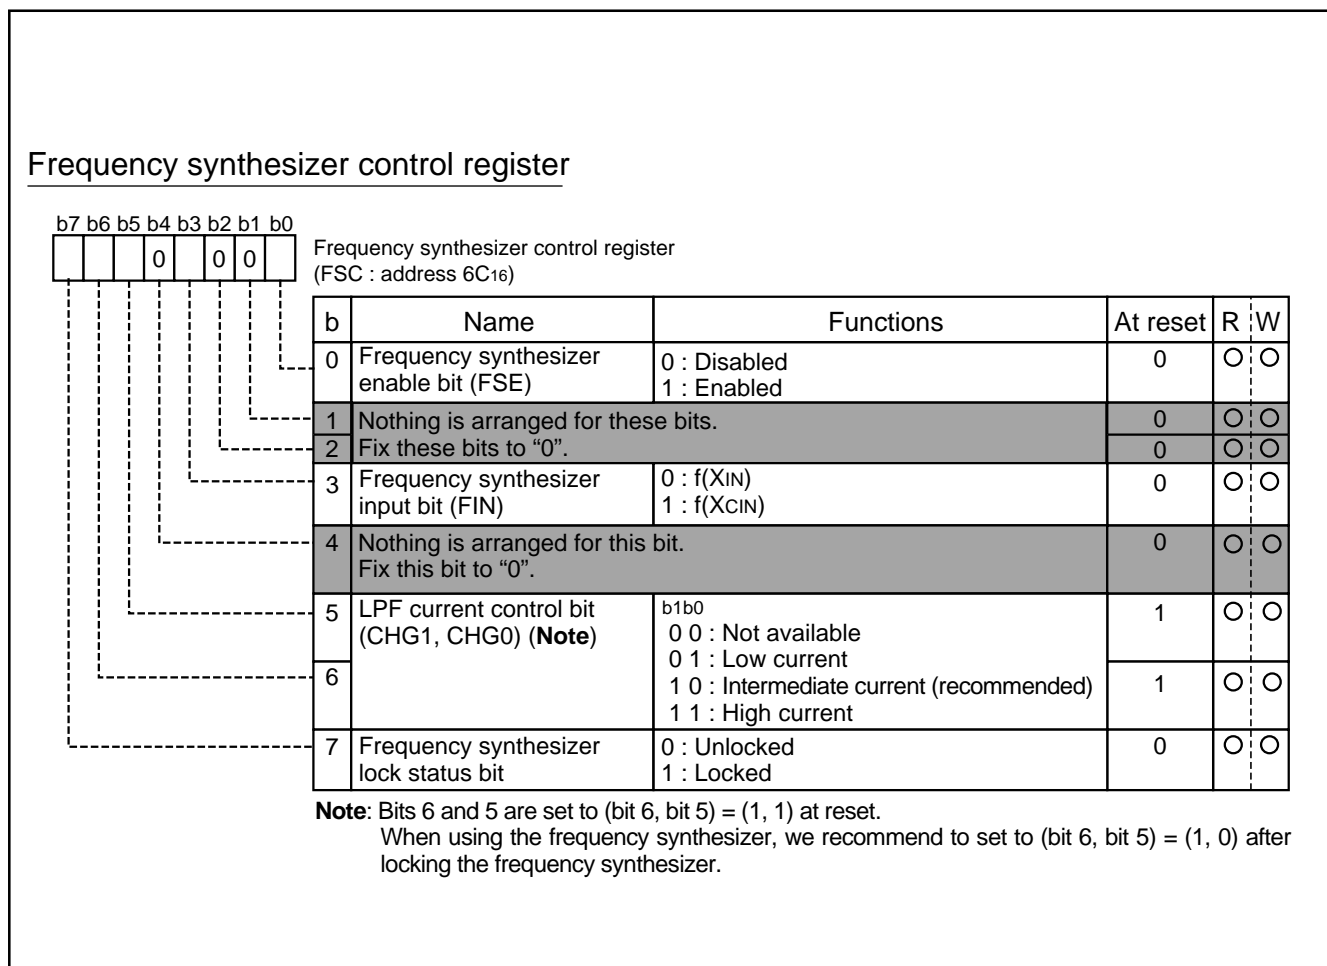 Frequency synthesizer control register
b7 b6 b5 b4 b3 b2 b1 b0
0 0 0
Frequency synthesizer control register
(FSC : address 6C16)
b Name Functions At reset R W
0 Frequency synthesizer enable bit (FSE) 0 : Disabled 0 O O
1 : Enabled
1 Nothing is arranged for these bits. 0 O O
2 Fix these bits to “0”. 0 O O
3 Frequency synthesizer 0 : f(XIN) 0 O O
input bit (FIN) 1 : f(XCIN)
4 Nothing is arranged for this bit. 0 O O
Fix this bit to “0”.
5 LPF current control bit b1b0 1 O O
(CHG1, CHG0) (Note) 0 0 : Not available
0 1 : Low current
6 1 0 : Intermediate current (recommended) 1 O O
1 1 : High current
7 Frequency synthesizer 0 : Unlocked 0 O O
lock status bit 1 : Locked
Note: Bits 6 and 5 are set to (bit 6, bit 5) = (1, 1) at reset.
When using the frequency synthesizer, we recommend to set to (bit 6, bit 5) = (1, 0) after
locking the frequency synthesizer.